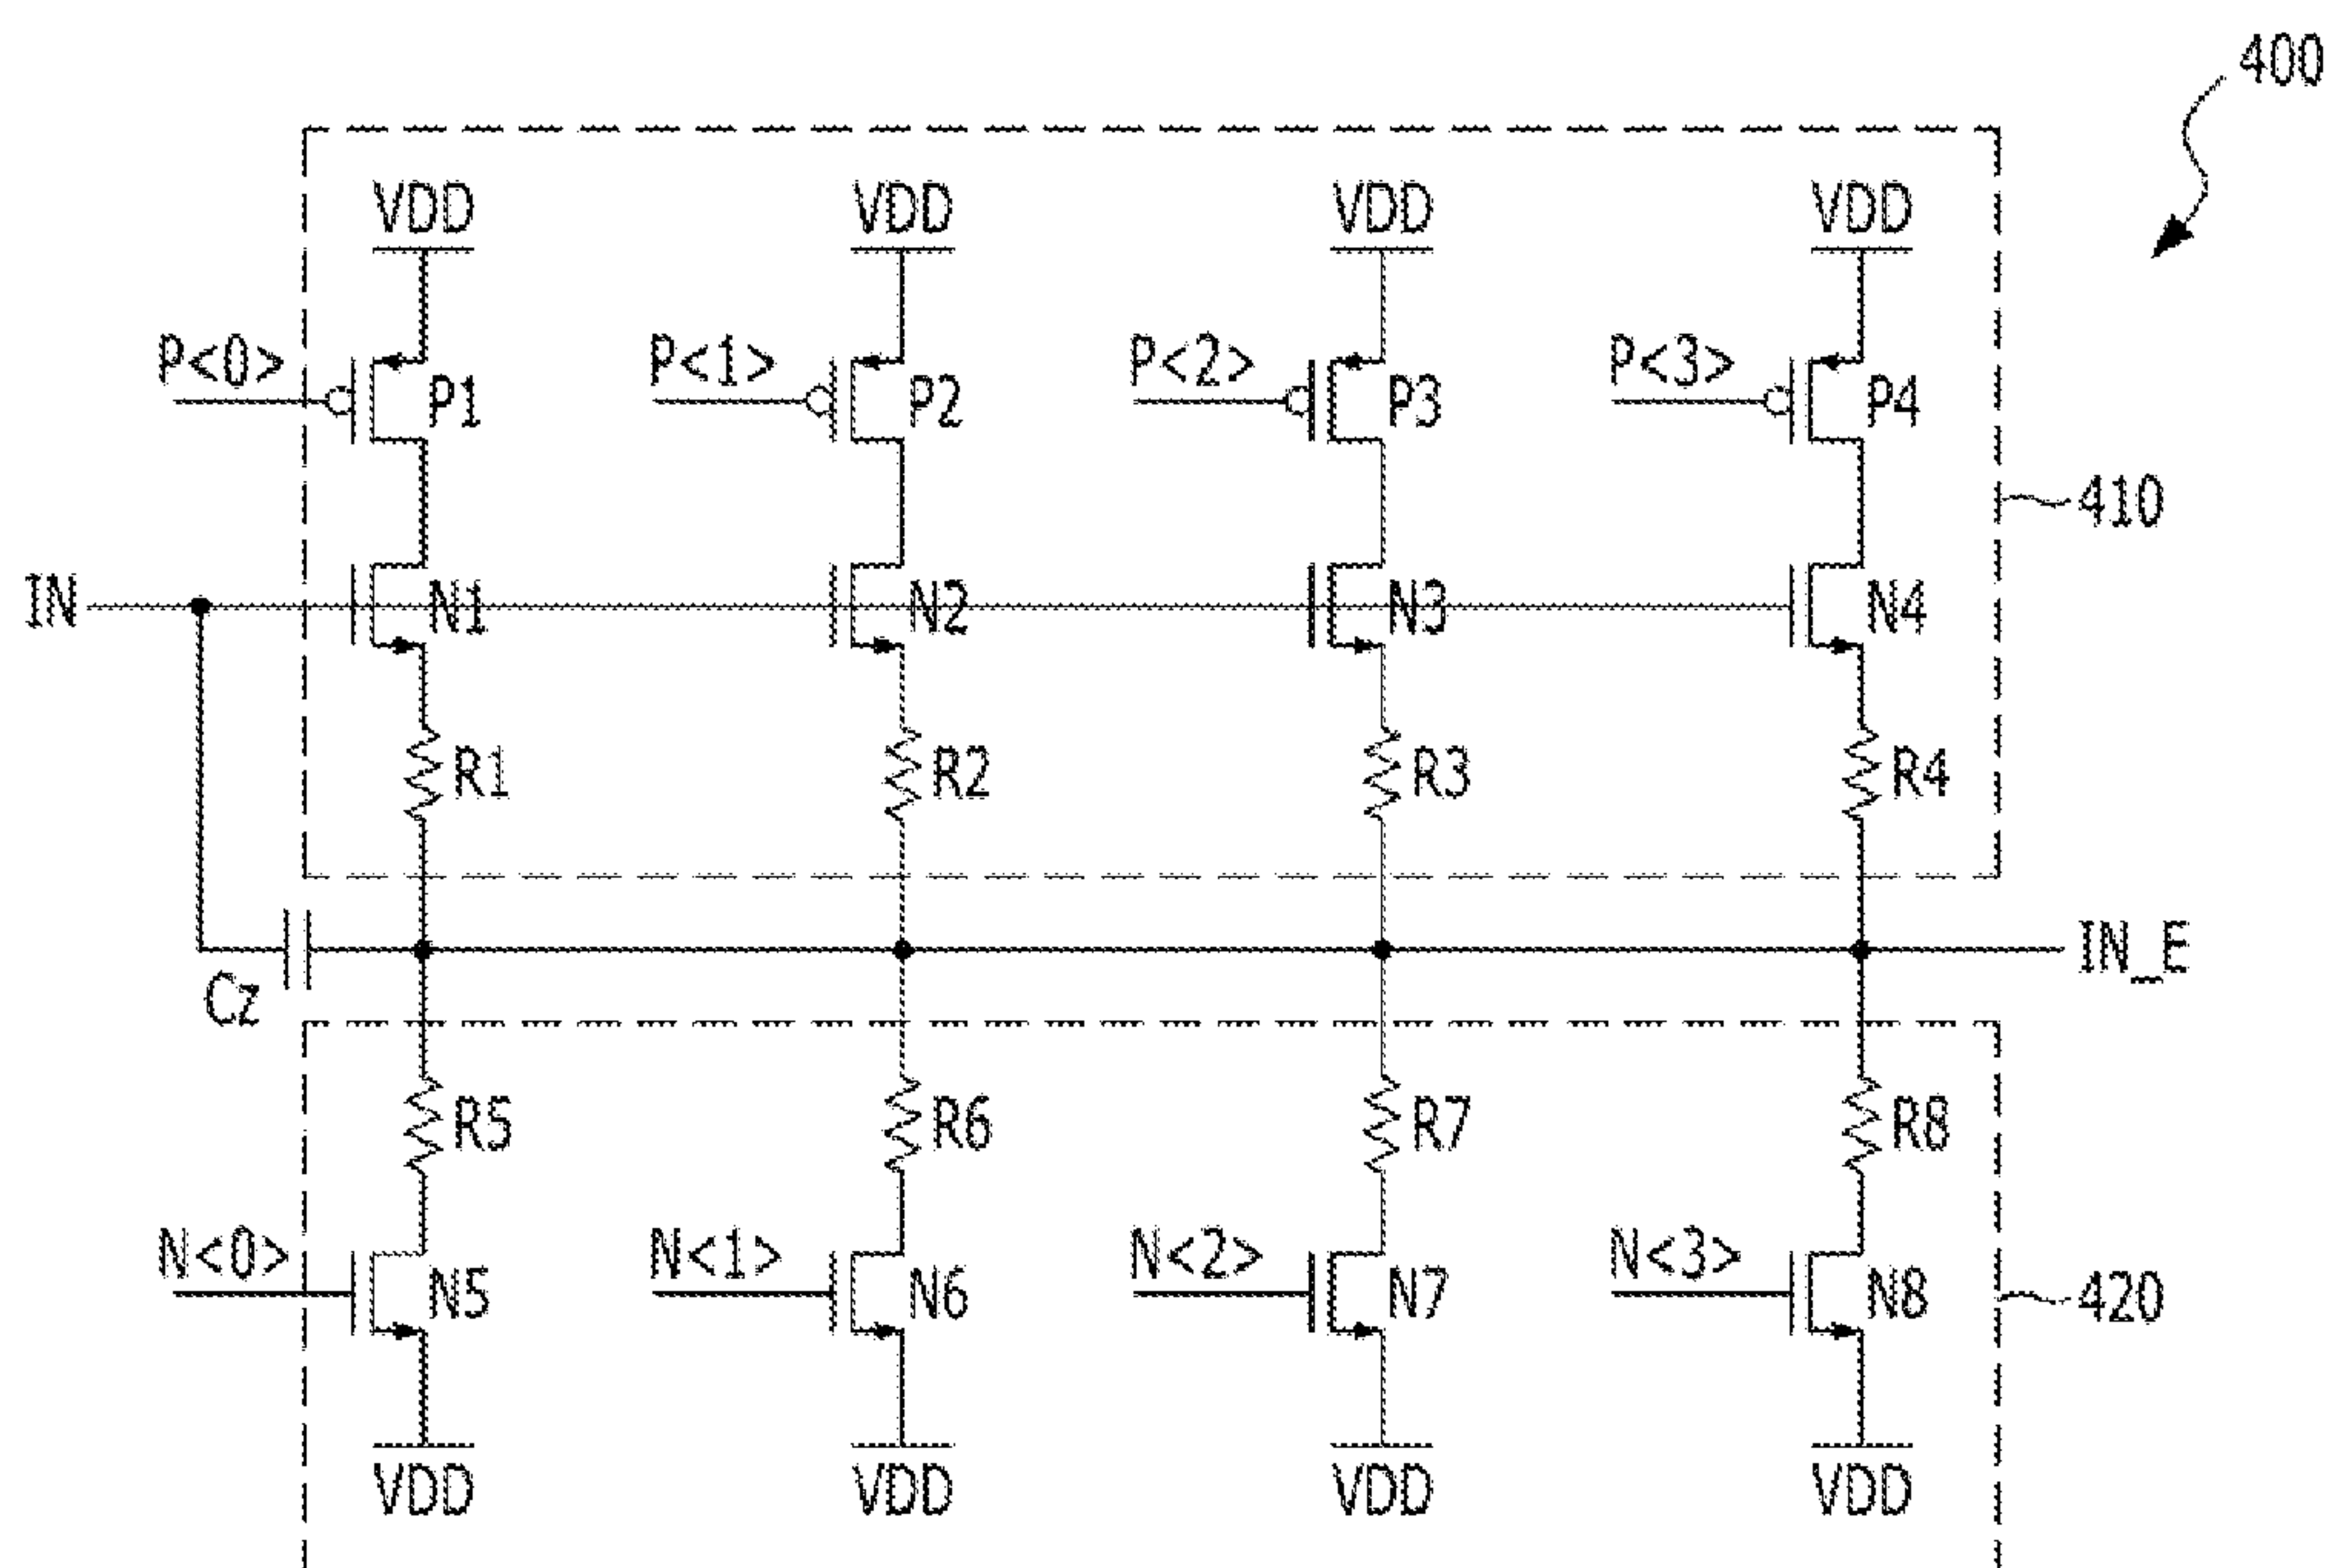 400
VDD VDD VDD VDD
P<0> P<1> P<2> P<3>
P1 P2 P3 P4
410
IN N1 N2 N3 N4
R1 R2 R3 R4
Cz IN_E
R5 R6 R7 R8
N<0> N<1> N<2> N<3>
N5 N6 N7 N8
420
VDD VDD VDD VDD